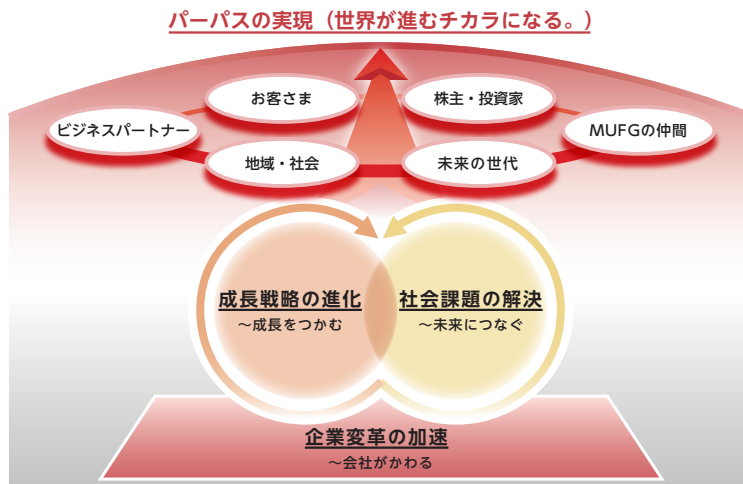 パーパスの実現（世界が進むチカラになる。）
お客さま
株主・投資家
ビジネスパートナー
MUFGの仲間
地域・社会
未来の世代
成長戦略の進化
～成長をつかむ
社会課題の解決
～未来につなぐ
企業変革の加速
～会社がかわる